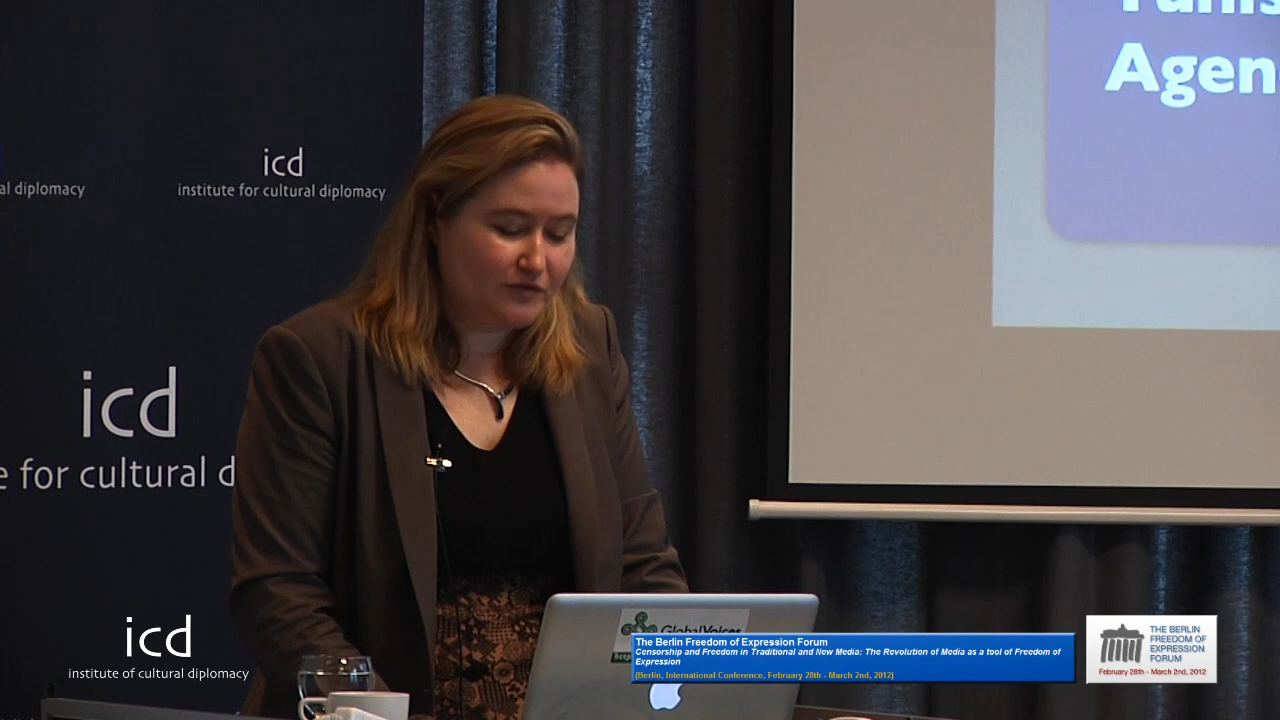 Agen
icd
al diplomacy
institute for cultural diplomacy
icd
e for cultural d
GlobalVoices
icd
institute of cultural diplomacy
The Berlin Freedom of Expression Forum
Censorship and Freedom in Traditional and New Media: The Revolution of Media as a tool of Freedom of
Expression
(Berlin, International Conference, February 28th - March 2nd, 2012)
THE BERLIN
FREEDOM OF
EXPRESSION
FORUM
February 28th - March 2nd, 2012